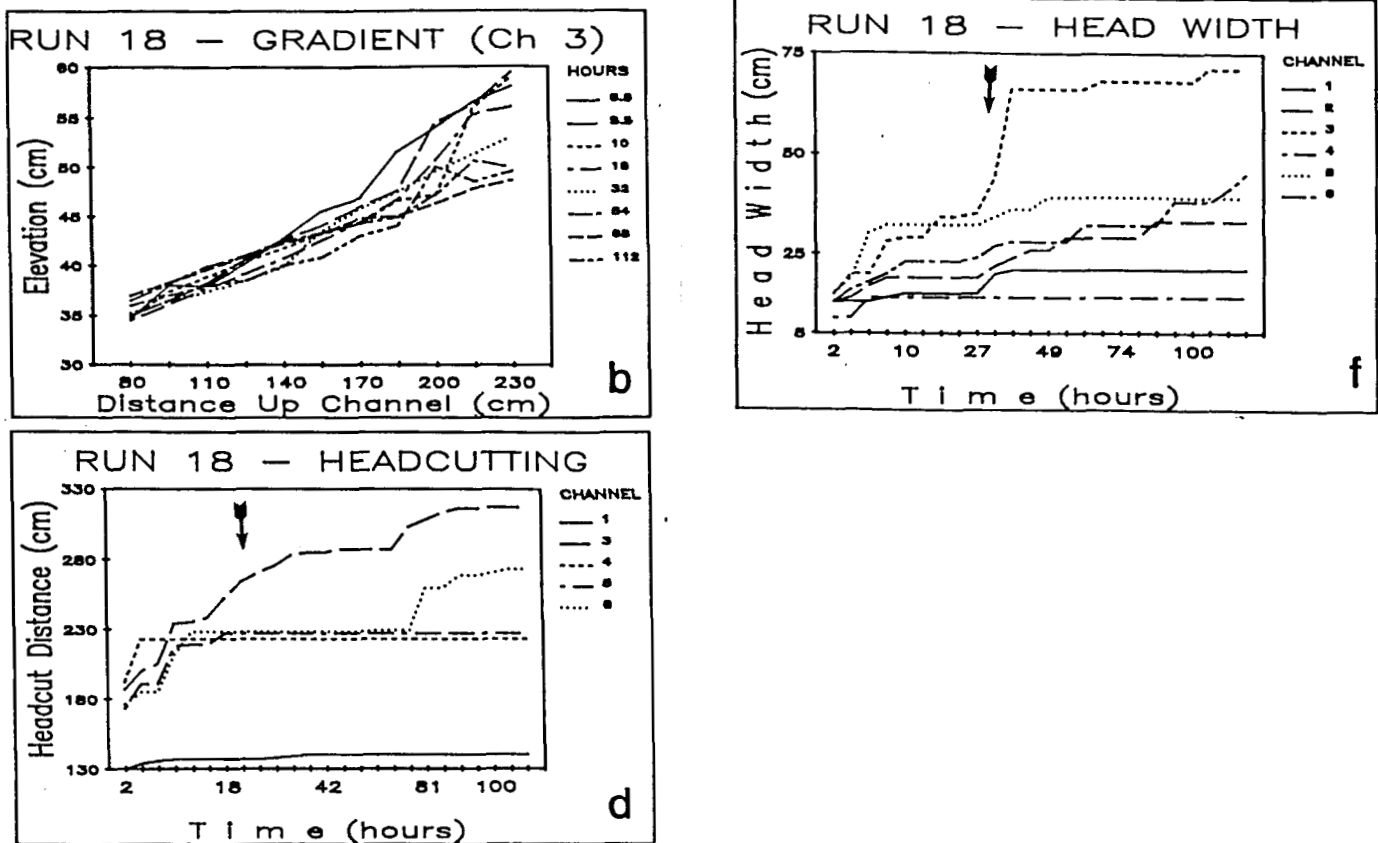 RUN 18 — GRADIENT (Ch 3)
Elevation (cm)
60
55
50
45
40
35
30
80 110 140 170 200 230
Distance Up Channel (cm)
HOURS
10
32
112
b
RUN 18 — HEAD WIDTH
Head Width (cm)
75
50
25
5
2 10 27 49 74 100
Time (hours)
CHANNEL
1
2
3
4
f
RUN 18 — HEADCUTTING
Headcut Distance (cm)
330
280
230
180
130
2 18 42 81 100
Time (hours)
CHANNEL
1
3
4
5
d